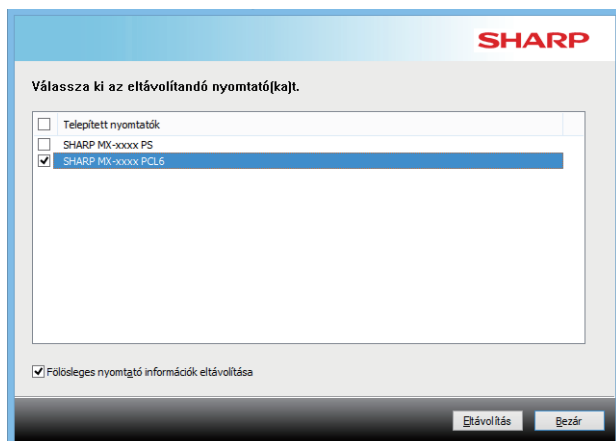 SHARP
Válassza ki az eltávolítandó nyomtató(ka)t.
Telepített nyomtatók
SHARP MX-xxxx PS
SHARP MX-xxxx PCL6
Fölösleges nyomtató információk eltávolítása
Eltávolítás Bezár